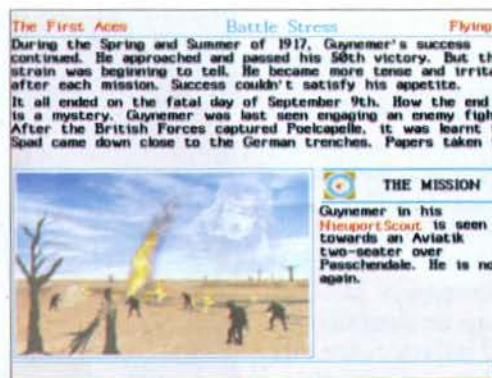 The First Aces Battle Stress Flying
During the Spring and Summer of 1917, Guynemer's success
continued. He approached and passed his 50th victory. But th
strain was beginning to tell. He became more tense and irrita
after each mission. Success couldn't satisfy his appetite.
It all ended on the fatal day of September 9th. How the end
is a mystery. Guynemer was last seen engaging an enemy figh
After the British Forces captured Poelcapelle, it was learnt
Spad came down close to the German trenches. Papers taken
THE MISSION
Guynemer in his
NieuportScout is seen
towards an Aviatik
two-seater over
Passchendale. He is no
again.